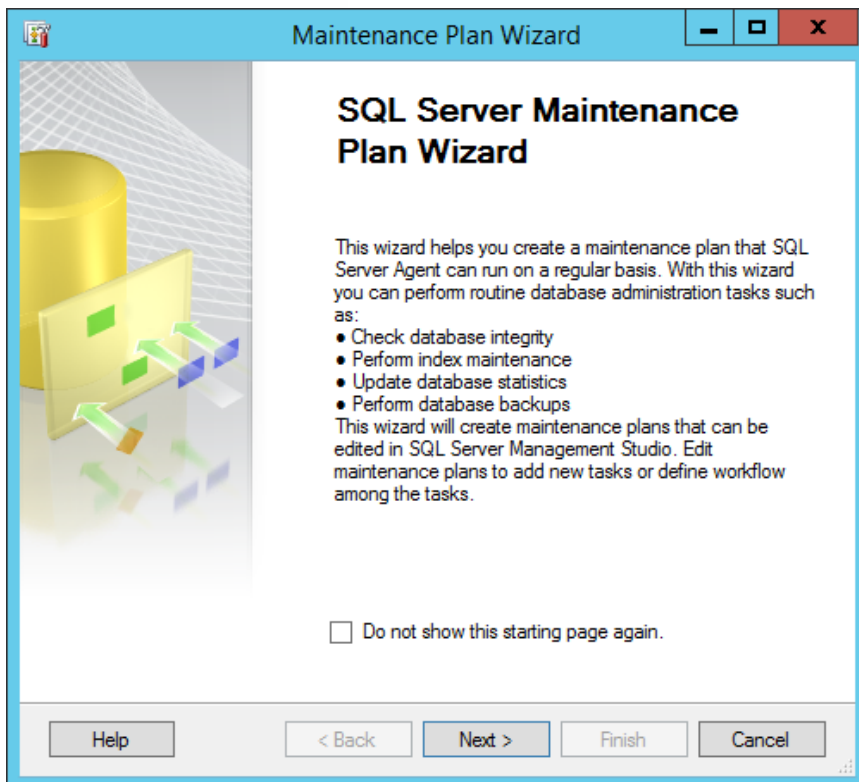 Maintenance Plan Wizard
SQL Server Maintenance
Plan Wizard
This wizard helps you create a maintenance plan that SQL
Server Agent can run on a regular basis. With this wizard
you can perform routine database administration tasks such
as:
● Check database integrity
● Perform index maintenance
● Update database statistics
● Perform database backups
This wizard will create maintenance plans that can be
edited in SQL Server Management Studio. Edit
maintenance plans to add new tasks or define workflow
among the tasks.
Do not show this starting page again.
Help < Back Next > Finish Cancel